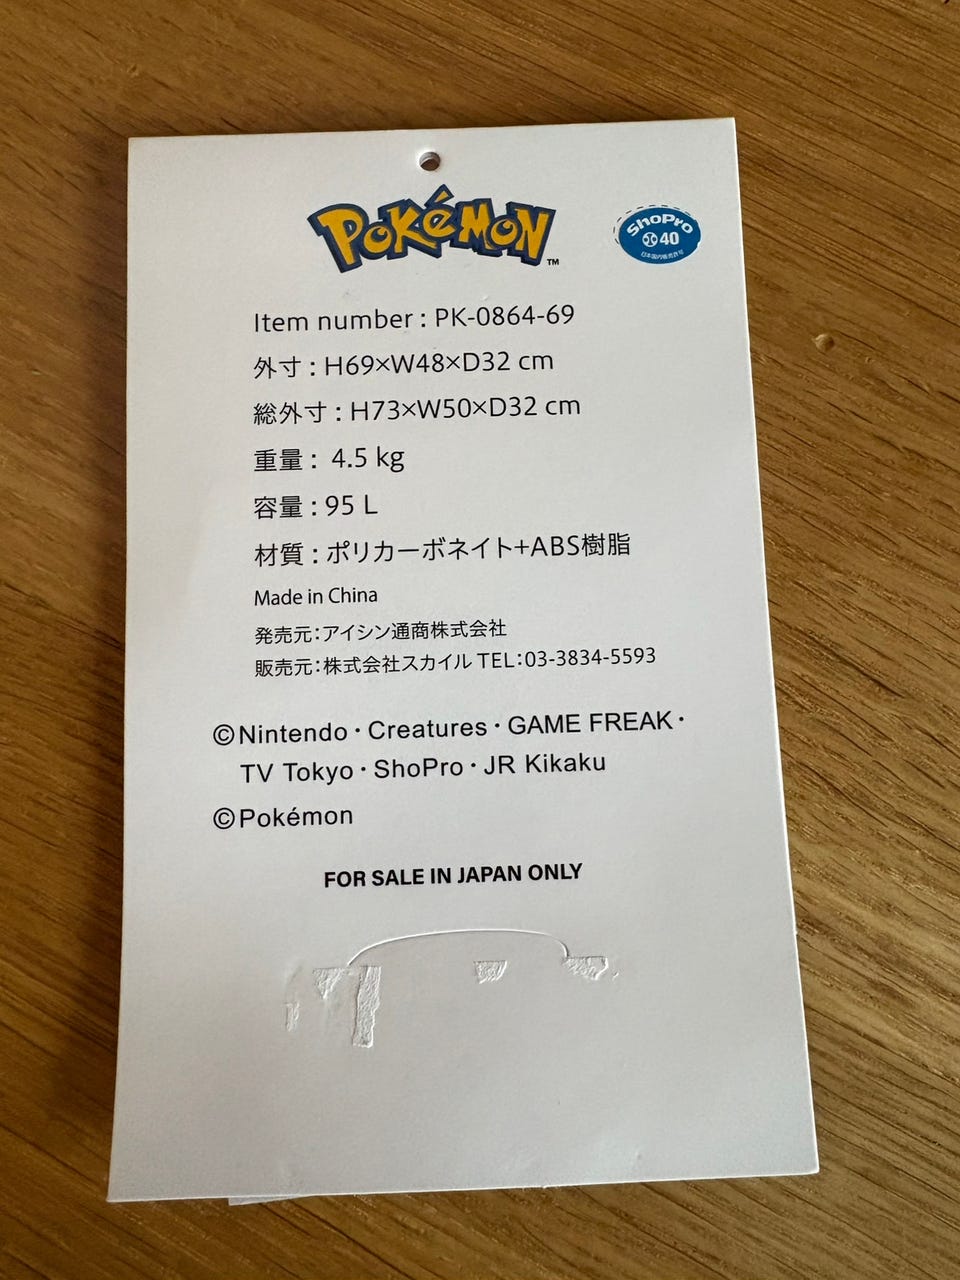 POKéMON™
ShoPro
40
日本国内販売許可
Item number : PK-0864-69
外寸 : H69×W48×D32 cm
総外寸 : H73×W50×D32 cm
重量 : 4.5 kg
容量 : 95 L
材質 : ポリカーボネイト+ABS樹脂
Made in China
発売元:アイシン通商株式会社
販売元:株式会社スカイル TEL:03-3834-5593
©Nintendo・Creatures・GAME FREAK・
TV Tokyo・ShoPro・JR Kikaku
©Pokémon
FOR SALE IN JAPAN ONLY